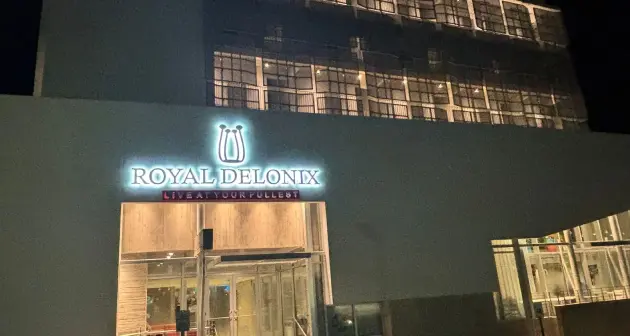 ROYAL DELONIX
LIVE AT YOUR FULLEST